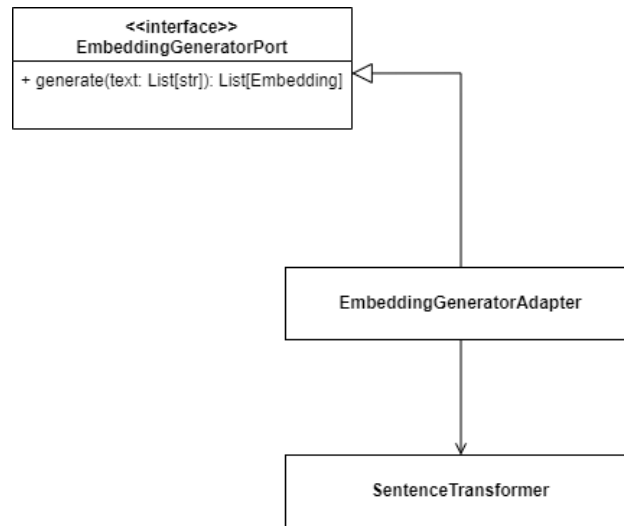 <<interface>>
EmbeddingGeneratorPort
+ generate(text: List[str]): List[Embedding]
EmbeddingGeneratorAdapter
SentenceTransformer